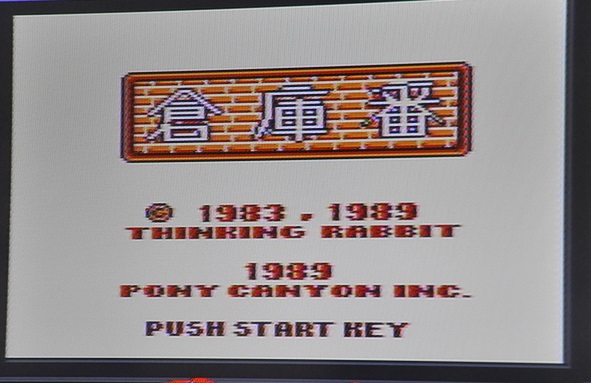 倉庫番
© 1983, 1989
THINKING RABBIT
1989
PONY CANYON INC.
PUSH START KEY